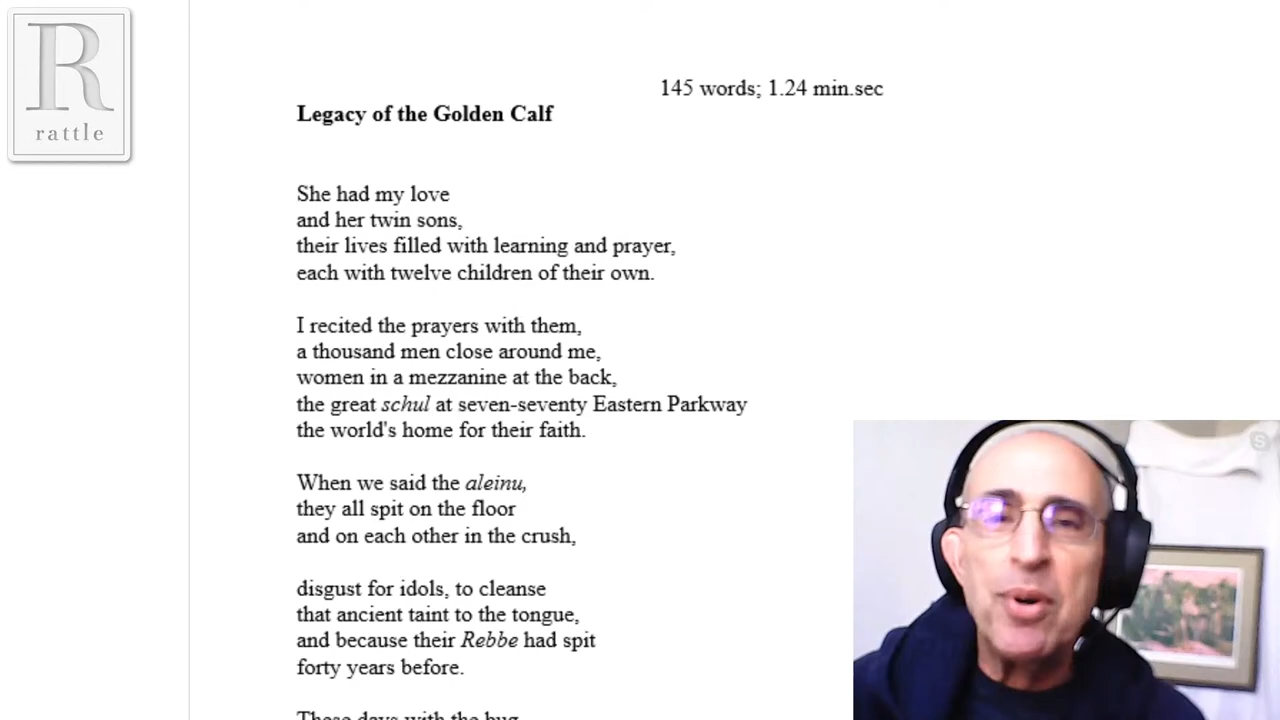 R
rattle
145 words; 1.24 min.sec
Legacy of the Golden Calf
She had my love
and her twin sons,
their lives filled with learning and prayer,
each with twelve children of their own.
I recited the prayers with them,
a thousand men close around me,
women in a mezzanine at the back,
the great schul at seven-seventy Eastern Parkway
the world's home for their faith.
When we said the aleinu,
they all spit on the floor
and on each other in the crush,
disgust for idols, to cleanse
that ancient taint to the tongue,
and because their Rebbe had spit
forty years before.
These days with the bug
S